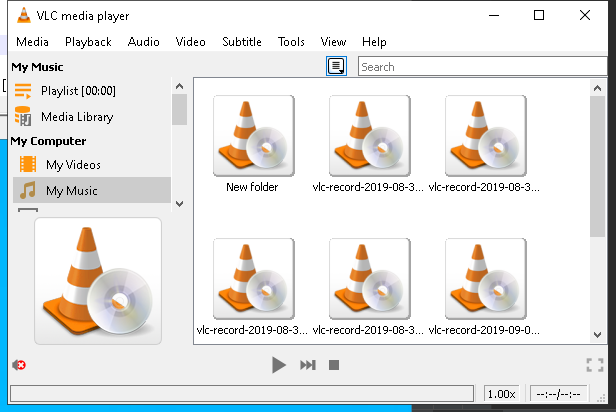 VLC media player
Media Playback Audio Video Subtitle Tools View Help
My Music
Search
Playlist [00:00]
Media Library
My Computer
My Videos
My Music
New folder
vlc-record-2019-08-3...
vlc-record-2019-08-3...
vlc-record-2019-08-3...
vlc-record-2019-08-3...
vlc-record-2019-09-0...
1.00x
--:--/--:--